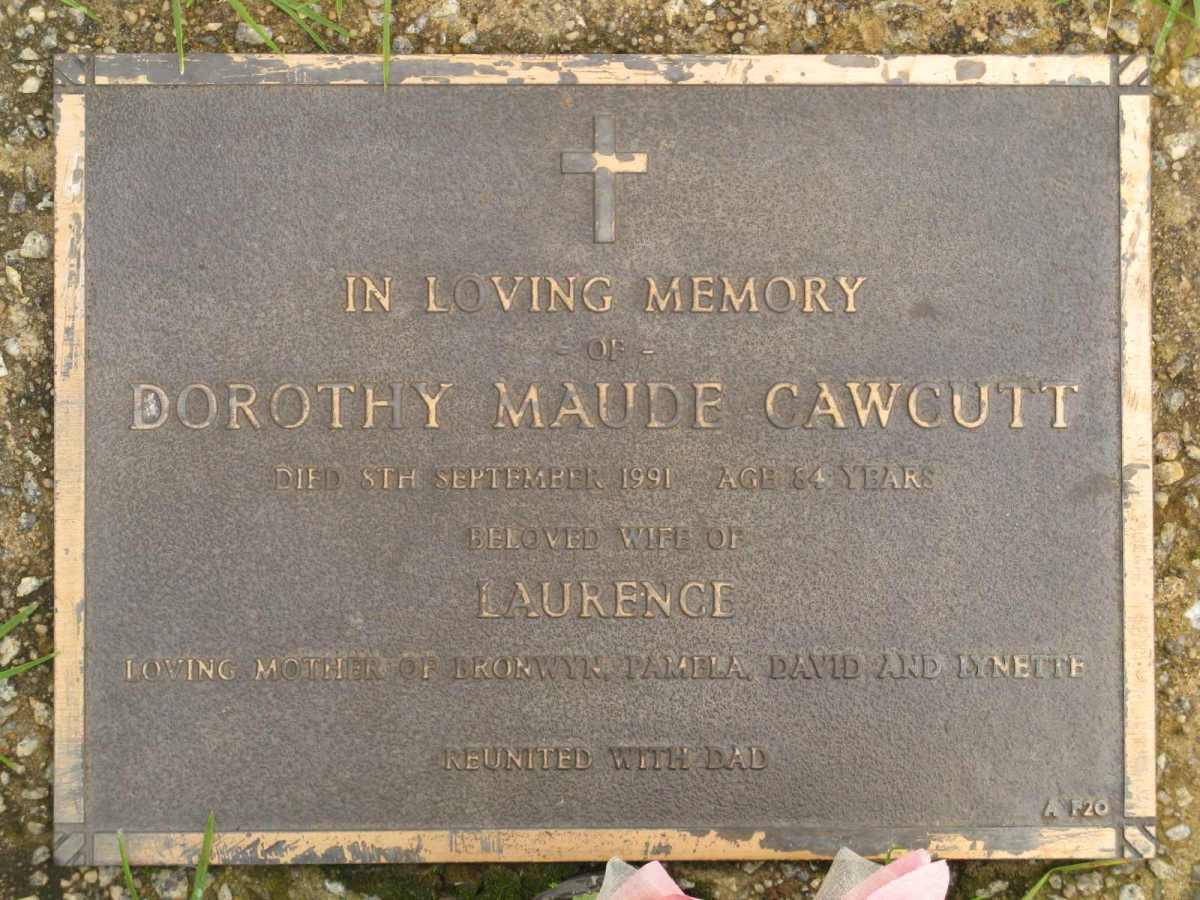 IN LOVING MEMORY
- OF -
DOROTHY MAUDE CAWCUTT
DIED 8TH SEPTEMBER 1991 AGE 84 YEARS
BELOVED WIFE OF
LAURENCE
LOVING MOTHER OF BRONWYN, PAMELA, DAVID AND LYNETTE
REUNITED WITH DAD
A F20